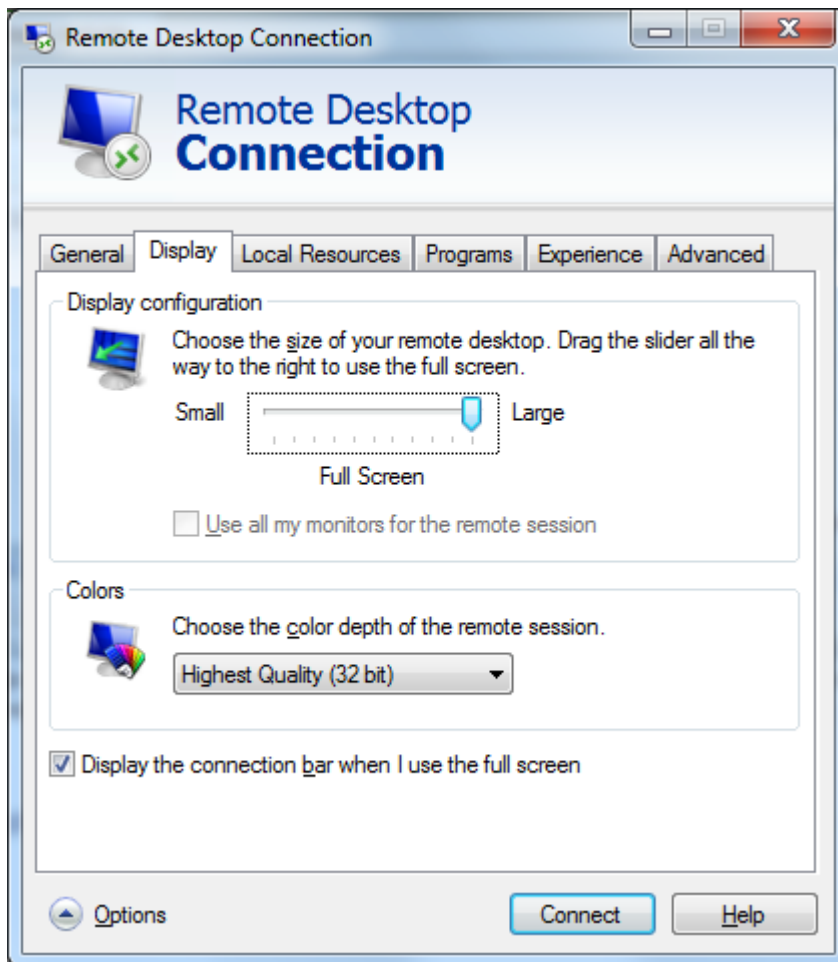 Remote Desktop Connection
Remote Desktop
Connection
General Display Local Resources Programs Experience Advanced
Display configuration
Choose the size of your remote desktop. Drag the slider all the
way to the right to use the full screen.
Small Large
Full Screen
Use all my monitors for the remote session
Colors
Choose the color depth of the remote session.
Highest Quality (32 bit)
Display the connection bar when I use the full screen
Options Connect Help